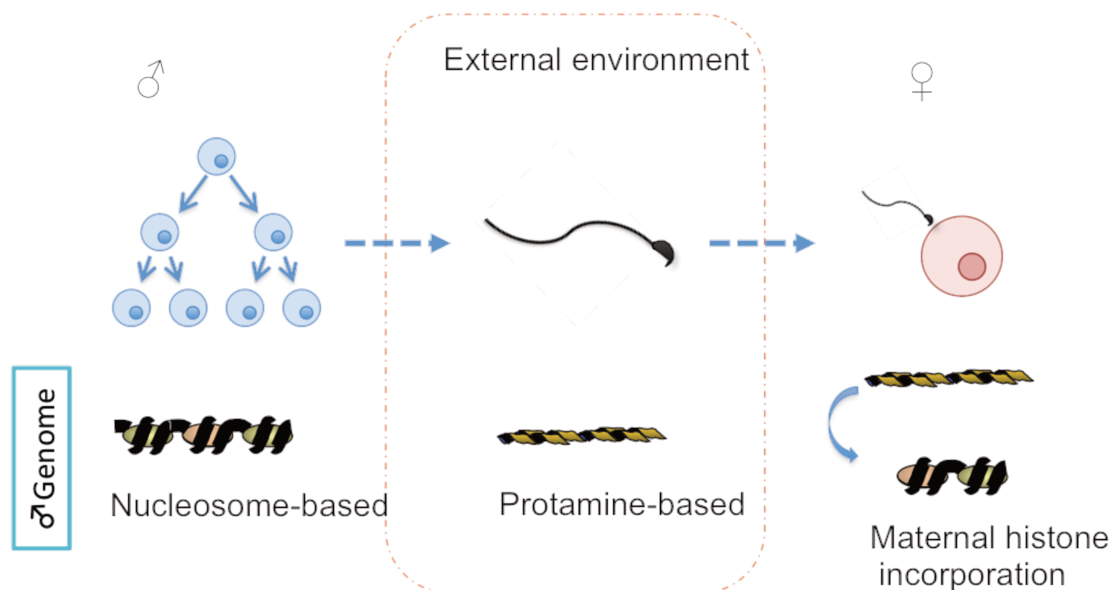 External environment
♂Genome
Nucleosome-based
Protamine-based
Maternal histone
incorporation